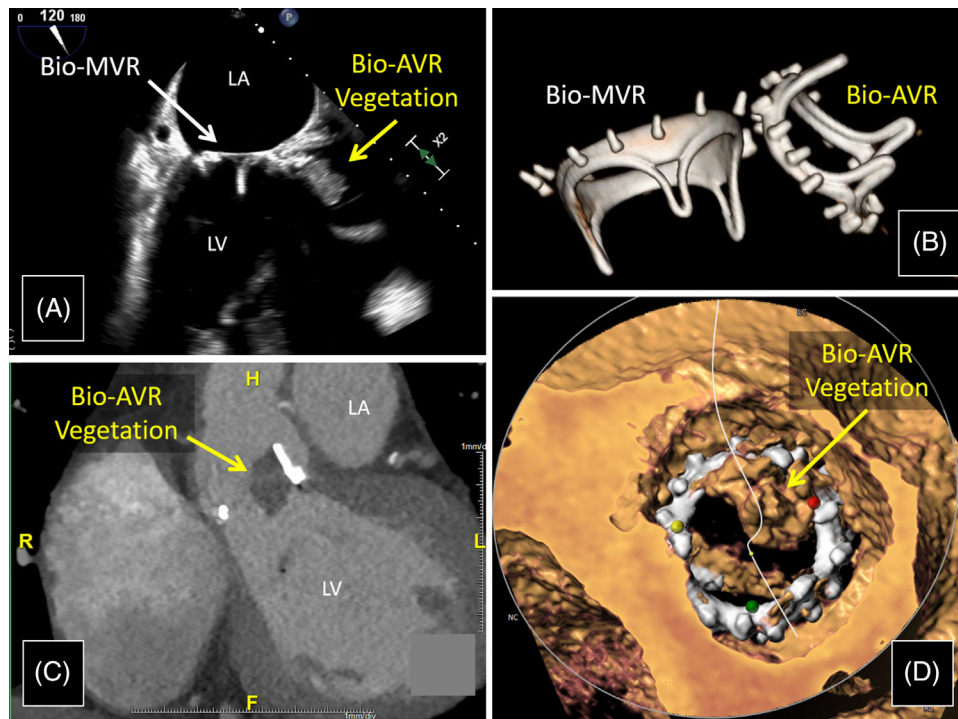 0 120 180
P
Bio-MVR
LA
Bio-AVR
Vegetation
X2
LV
(A)
Bio-MVR
Bio-AVR
(B)
Bio-AVR
Vegetation
H
LA
1mm/div
R
L
LV
F
1mm/div
(C)
LC
Bio-AVR
Vegetation
NC
(D)